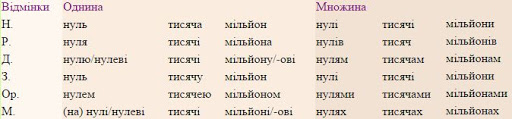 Відмінки Однина Множина
Н. нуль тисяча мільйон нулі тисячі мільйони
Р. нуля тисячі мільйона нулів тисяч мільйонів
Д. нулю/нулеві тисячі мільйону/-ові нулям тисячам мільйонам
З. нуль тисячу мільйон нулі тисячі мільйони
Ор. нулем тисячею мільйоном нулями тисячами мільйонами
М. (на) нулі/нулеві тисячі мільйоні/-ові нулях тисячах мільйонах